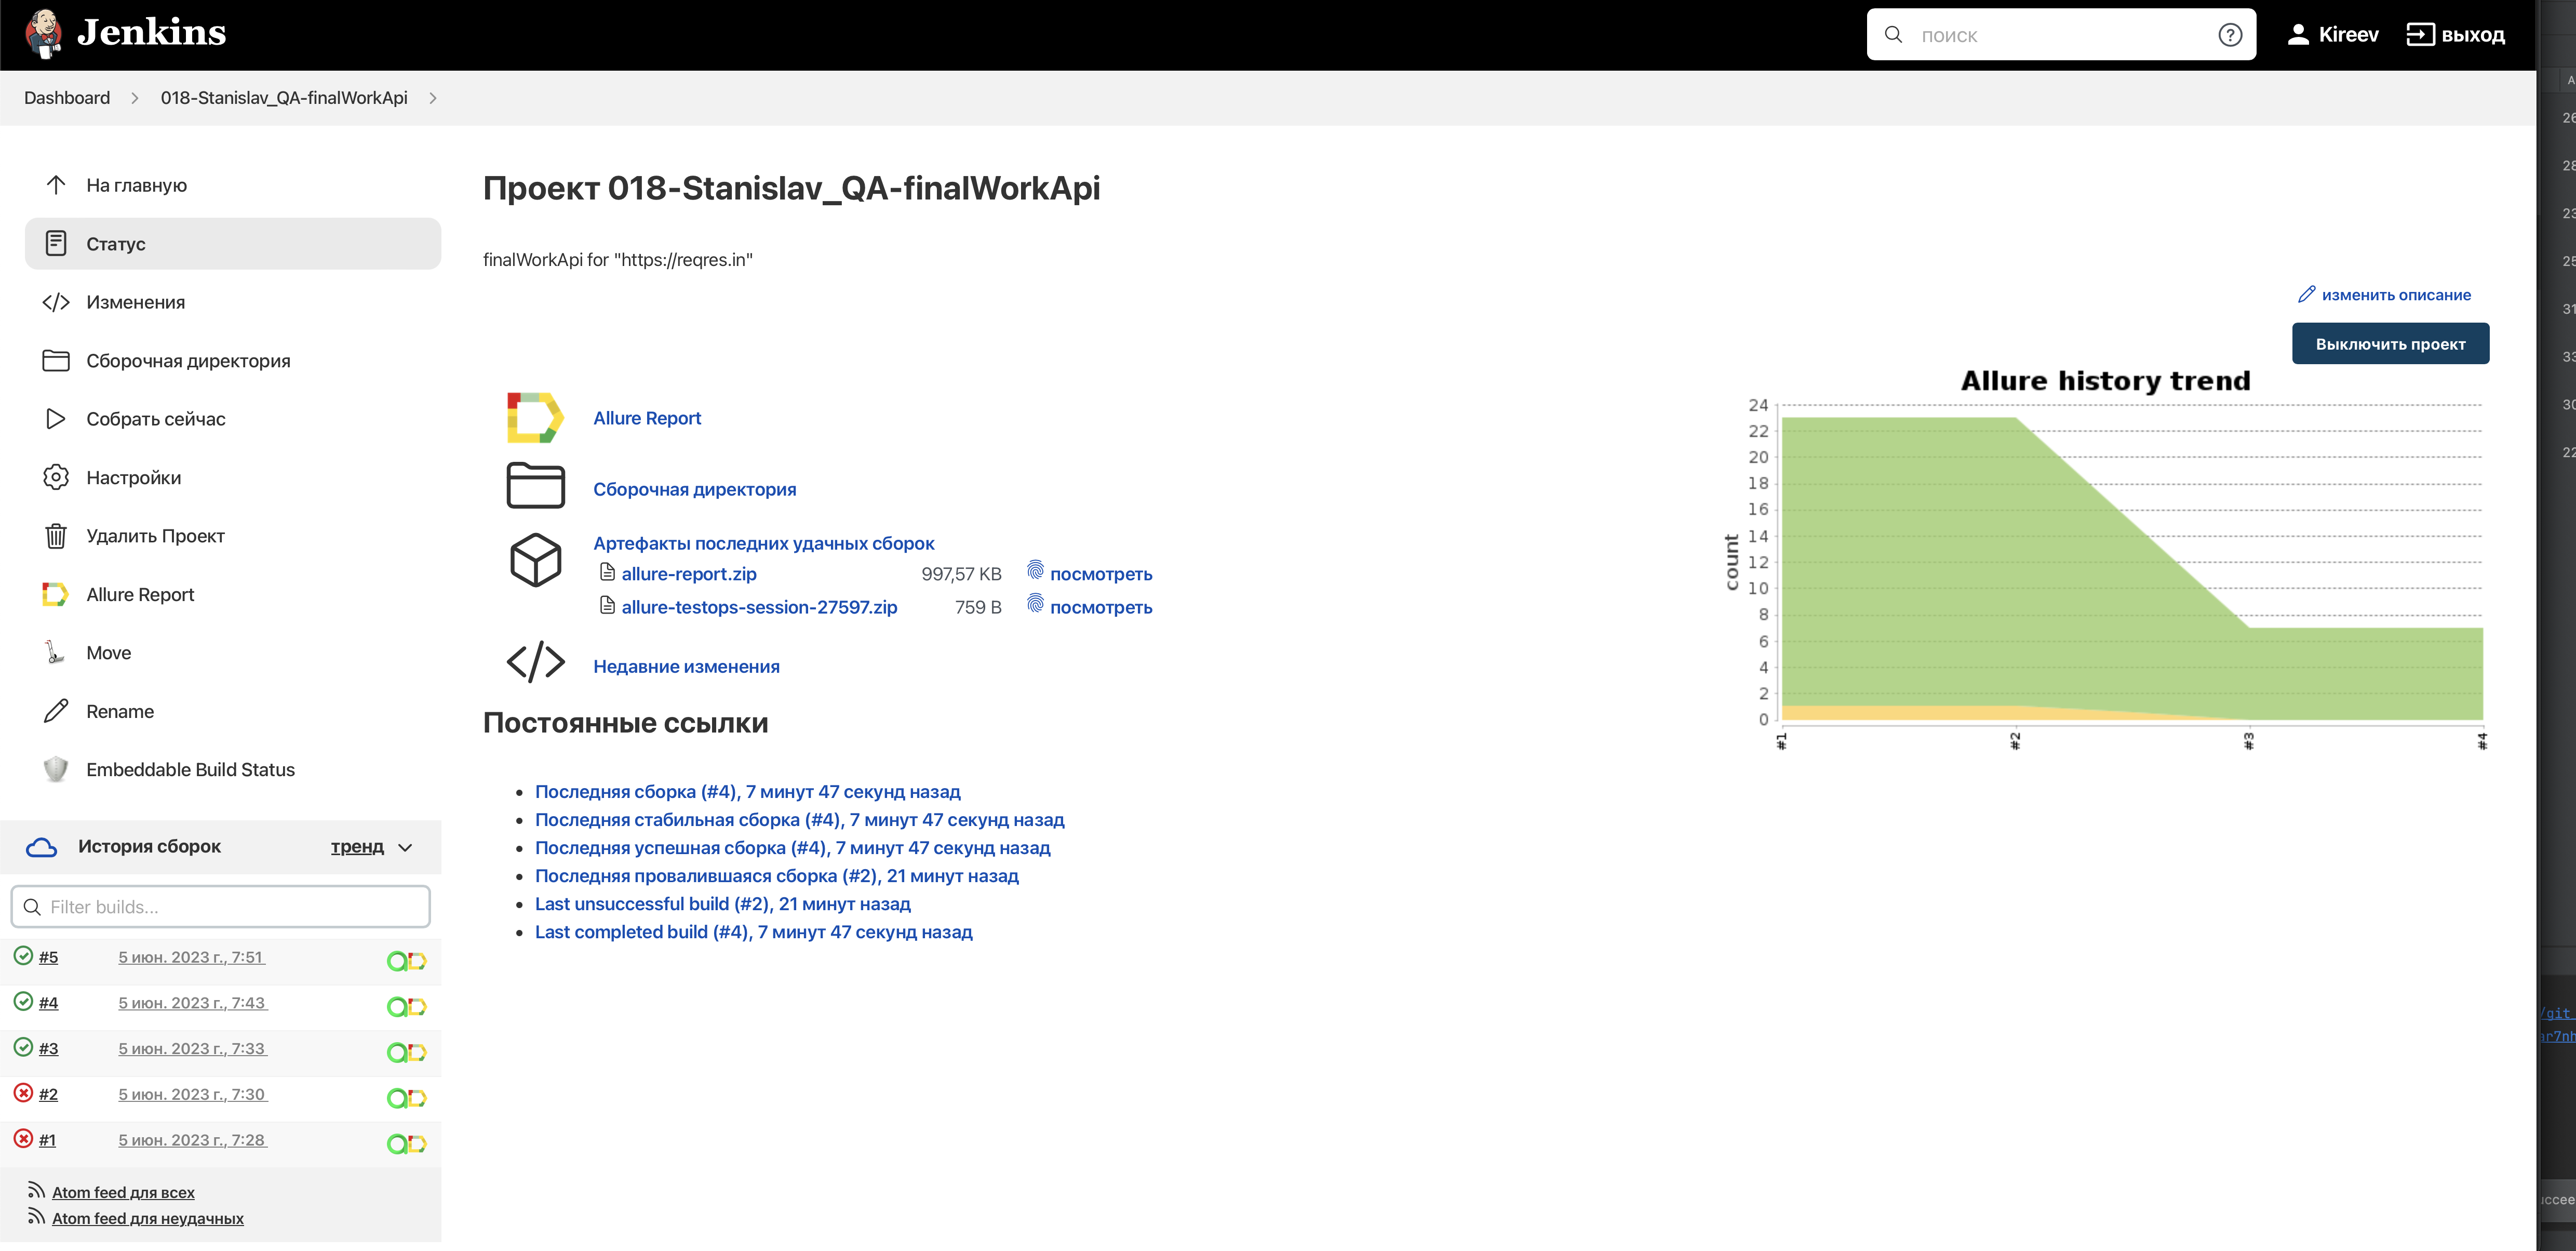 Jenkins
поиск
Kireev
выход
Dashboard
018-Stanislav_QA-finalWorkApi
На главную
Статус
Изменения
Сборочная директория
Собрать сейчас
Настройки
Удалить Проект
Allure Report
Move
Rename
Embeddable Build Status
История сборок
тренд
Filter builds...
#5 5 июн. 2023 г., 7:51
#4 5 июн. 2023 г., 7:43
#3 5 июн. 2023 г., 7:33
#2 5 июн. 2023 г., 7:30
#1 5 июн. 2023 г., 7:28
Atom feed для всех
Atom feed для неудачных
Проект 018-Stanislav_QA-finalWorkApi
finalWorkApi for "https://reqres.in"
изменить описание
Выключить проект
Allure Report
Сборочная директория
Артефакты последних удачных сборок
allure-report.zip 997,57 KB посмотреть
allure-testops-session-27597.zip 759 B посмотреть
Недавние изменения
Постоянные ссылки
Последняя сборка (#4), 7 минут 47 секунд назад
Последняя стабильная сборка (#4), 7 минут 47 секунд назад
Последняя успешная сборка (#4), 7 минут 47 секунд назад
Последняя провалившаяся сборка (#2), 21 минут назад
Last unsuccessful build (#2), 21 минут назад
Last completed build (#4), 7 минут 47 секунд назад
Allure history trend
count
24
22
20
18
16
14
12
10
8
6
4
2
0
#1
#2
#3
#4